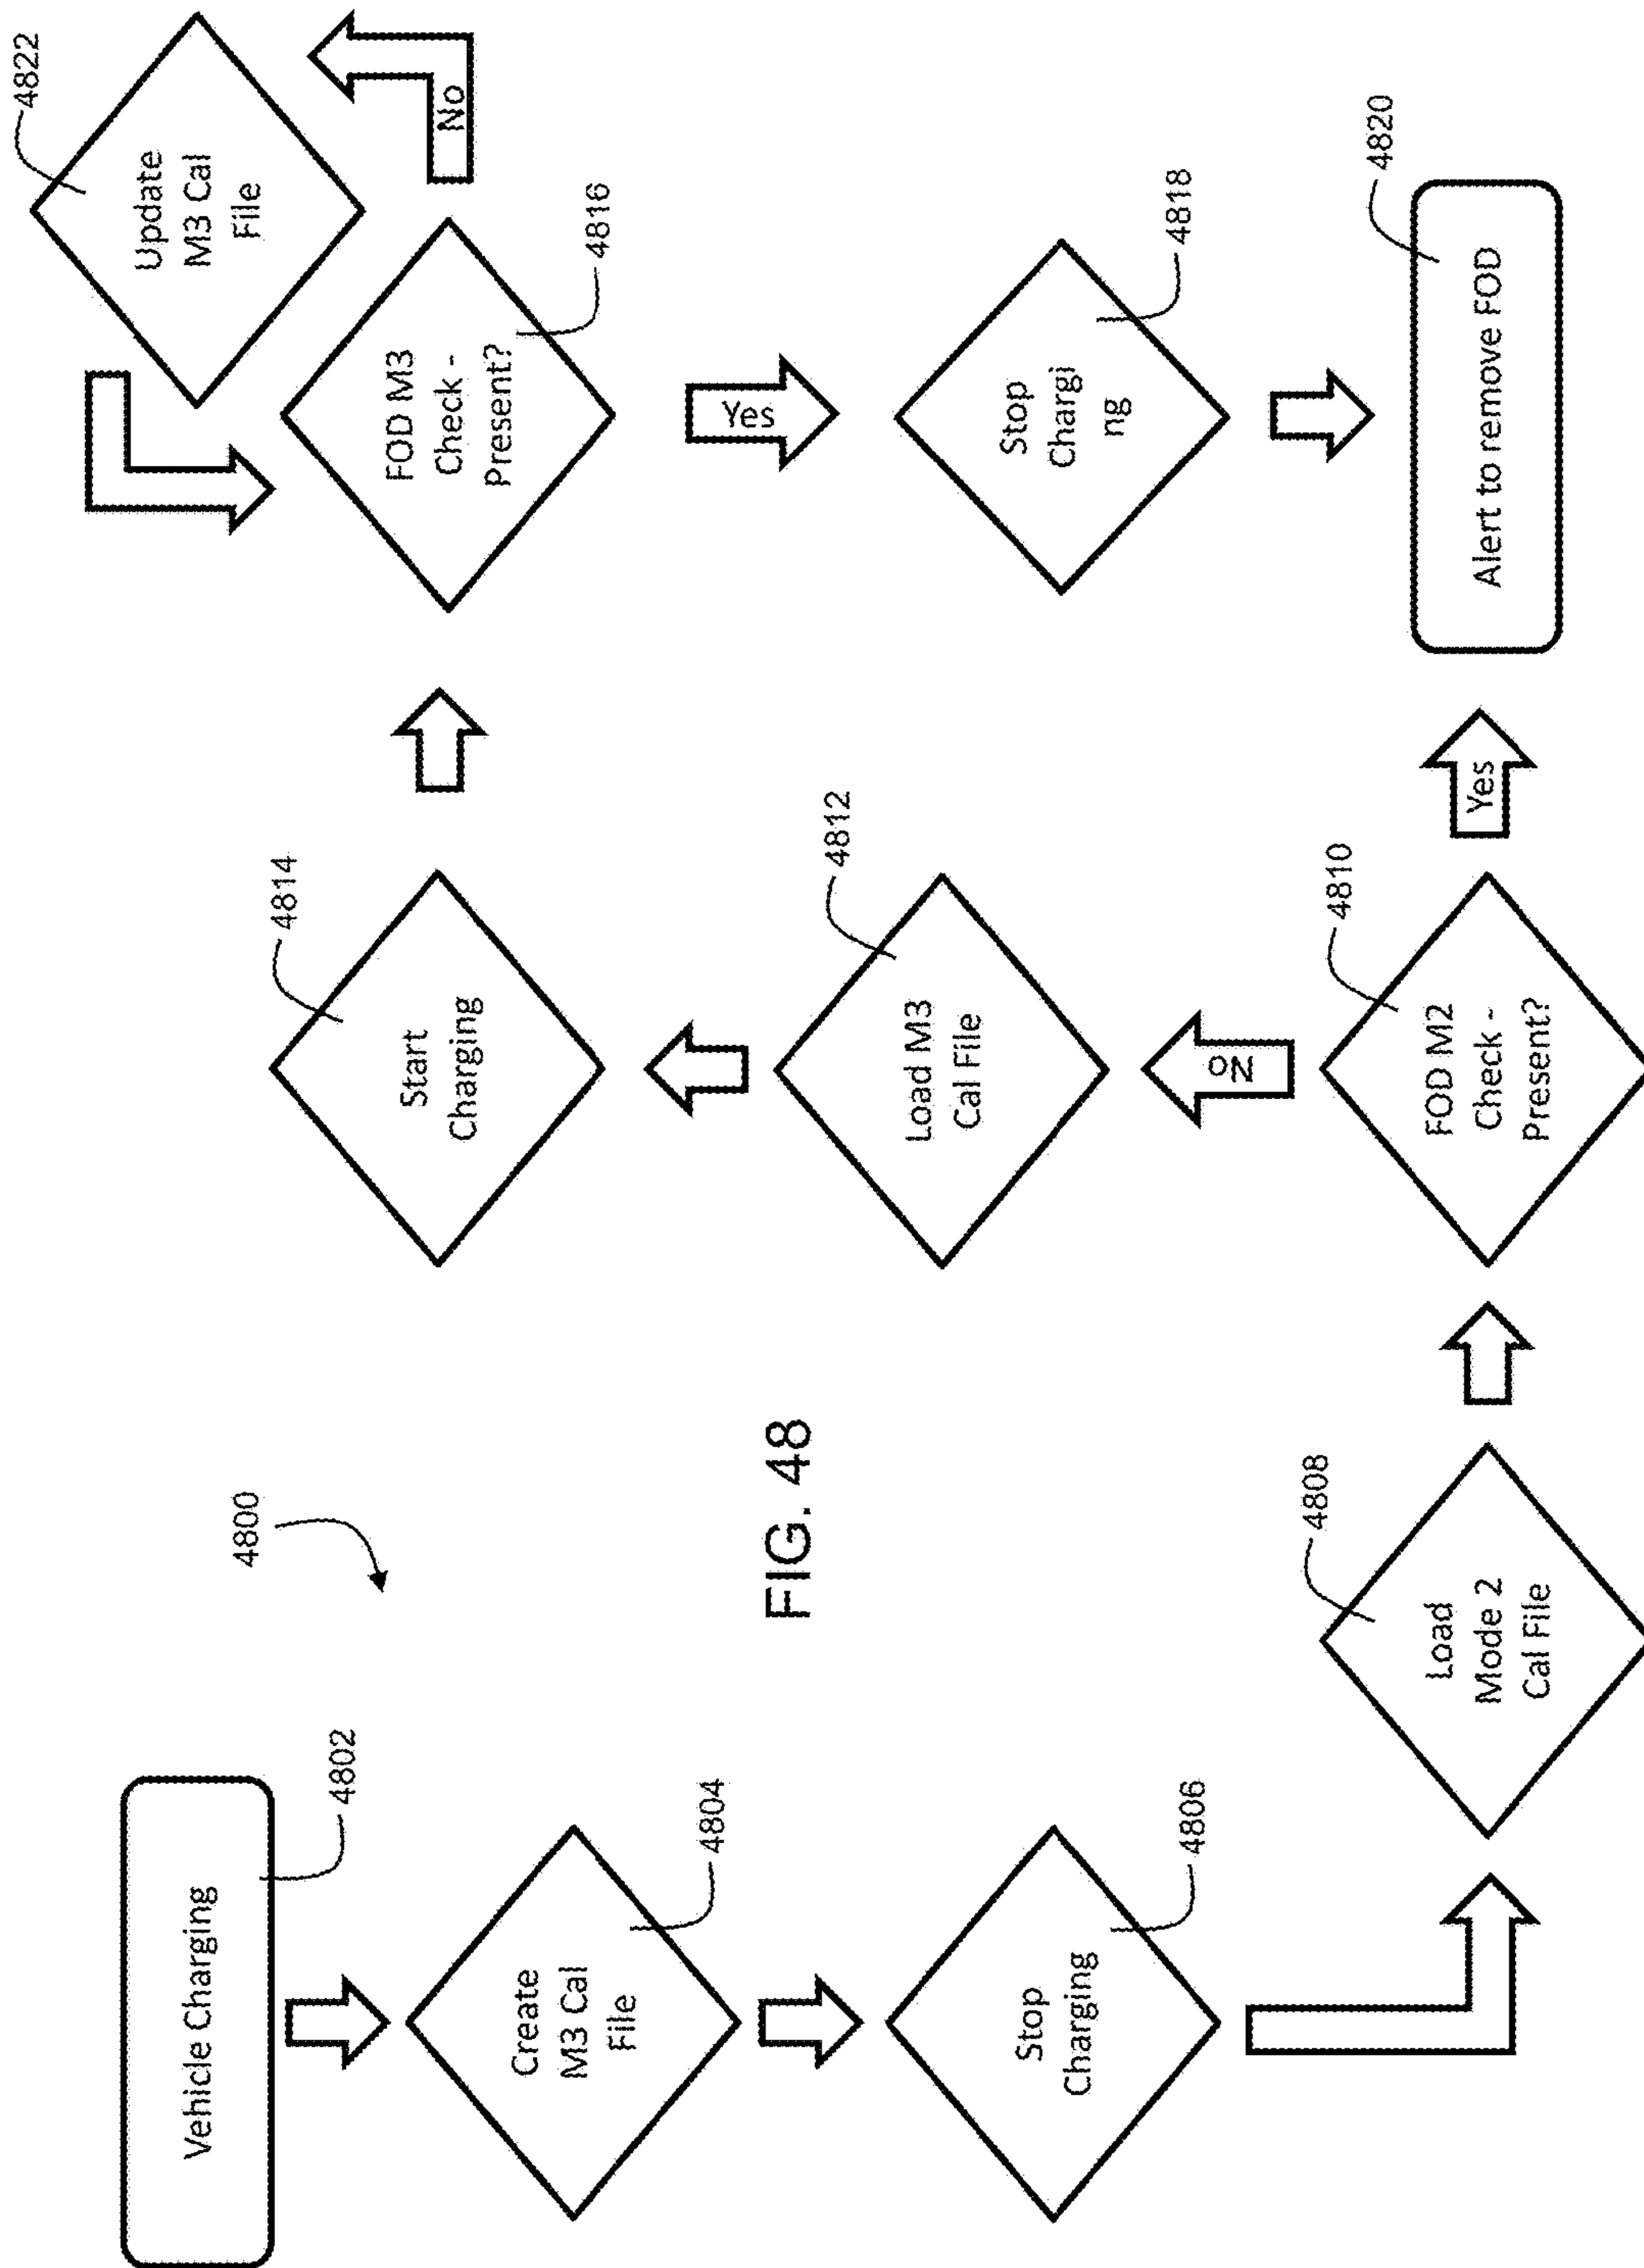 4800
Vehicle Charging
4802
Create
M3 Cal
File
4804
Stop
Charging
4806
Load
Mode 2
Cal File
4808
FOD M2
Check -
Present?
4810
No
Yes
Load M3
Cal File
4812
Start
Charging
4814
FOD M3
Check -
Present?
4816
No
Update
M3 Cal
File
4822
Yes
Stop
Chargi
ng
4818
Alert to remove FOD
4820
FIG. 48